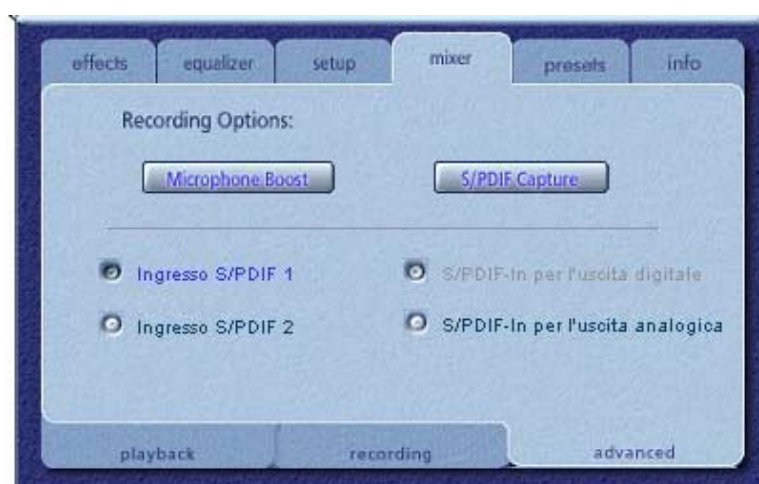 effects equalizer setup mixer presets info
Recording Options:
Microphone Boost S/PDIF Capture
Ingresso S/PDIF 1 S/PDIF-In per l'uscita digitale
Ingresso S/PDIF 2 S/PDIF-In per l'uscita analogica
playback recording advanced